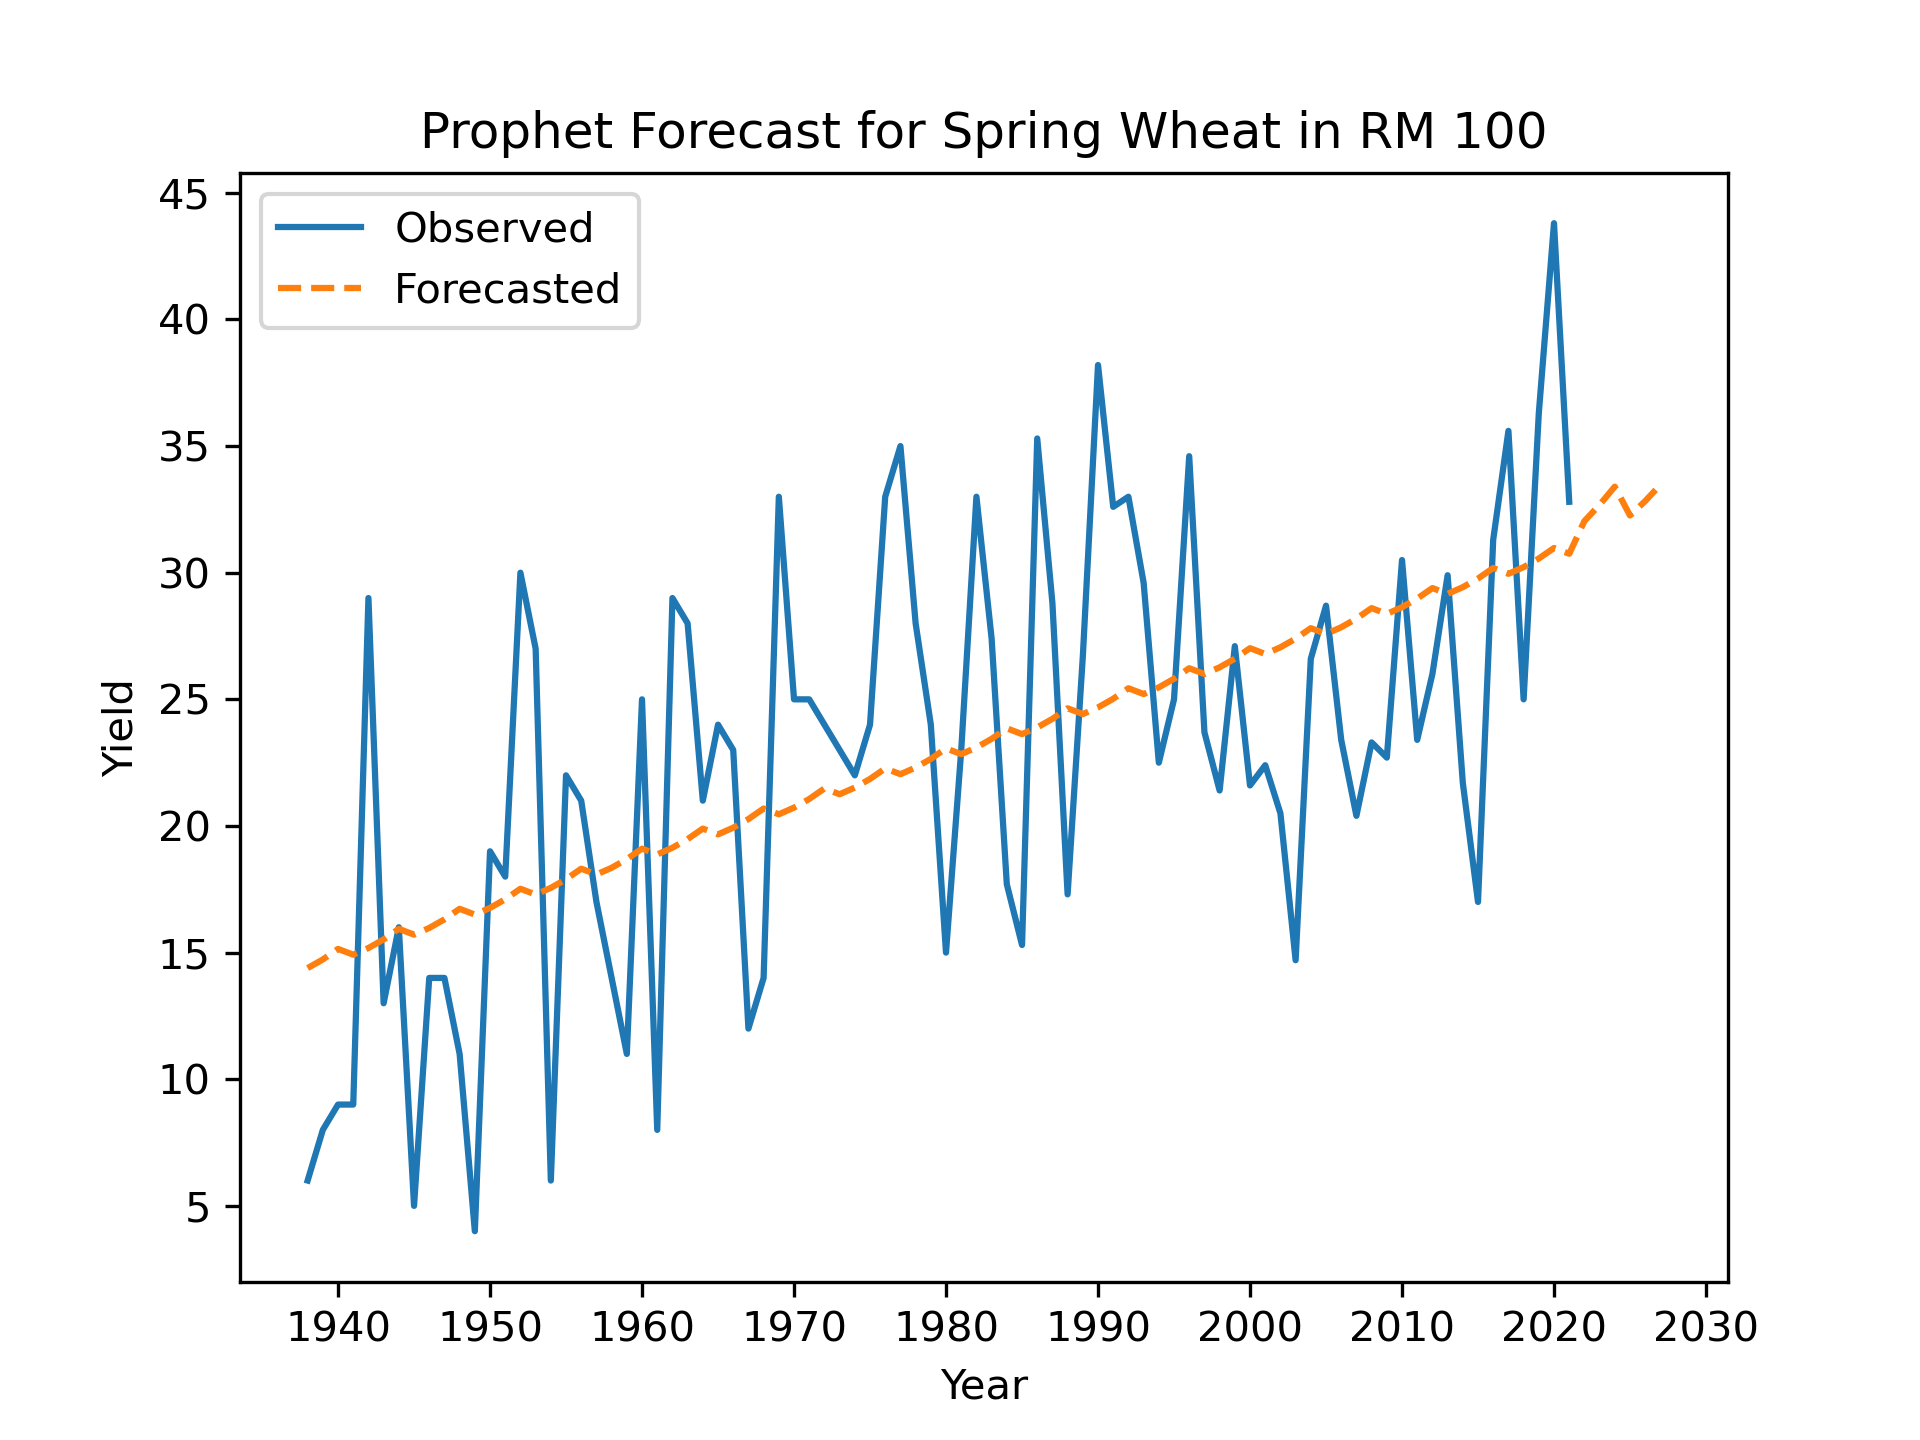 Prophet Forecast for Spring Wheat in RM 100
45
40
35
30
25
20
15
10
5
Observed
Forecasted
Yield
1940 1950 1960 1970 1980 1990 2000 2010 2020 2030
Year